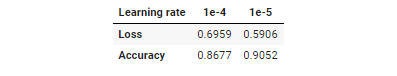 Learning rate 1e-4 1e-5
Loss 0.6959 0.5906
Accuracy 0.8677 0.9052